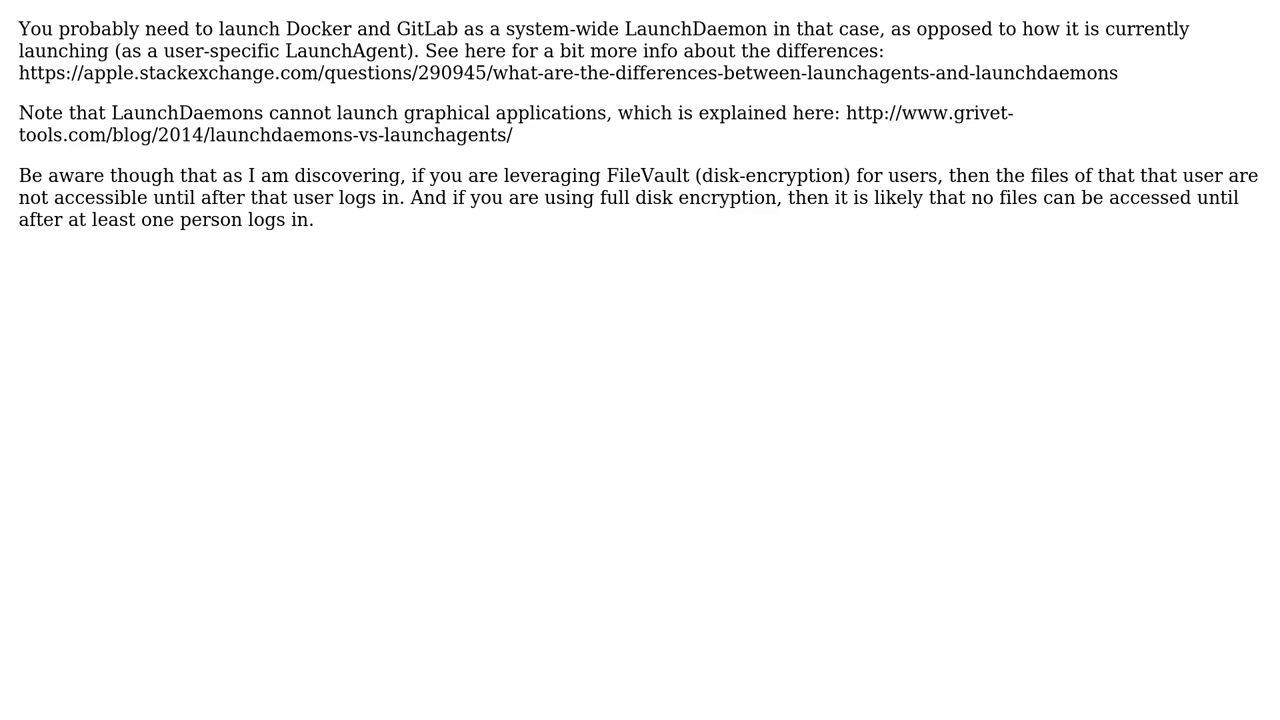 You probably need to launch Docker and GitLab as a system-wide LaunchDaemon in that case, as opposed to how it is currently
launching (as a user-specific LaunchAgent). See here for a bit more info about the differences:
https://apple.stackexchange.com/questions/290945/what-are-the-differences-between-launchagents-and-launchdaemons
Note that LaunchDaemons cannot launch graphical applications, which is explained here: http://www.grivet-
tools.com/blog/2014/launchdaemons-vs-launchagents/
Be aware though that as I am discovering, if you are leveraging FileVault (disk-encryption) for users, then the files of that that user are
not accessible until after that user logs in. And if you are using full disk encryption, then it is likely that no files can be accessed until
after at least one person logs in.